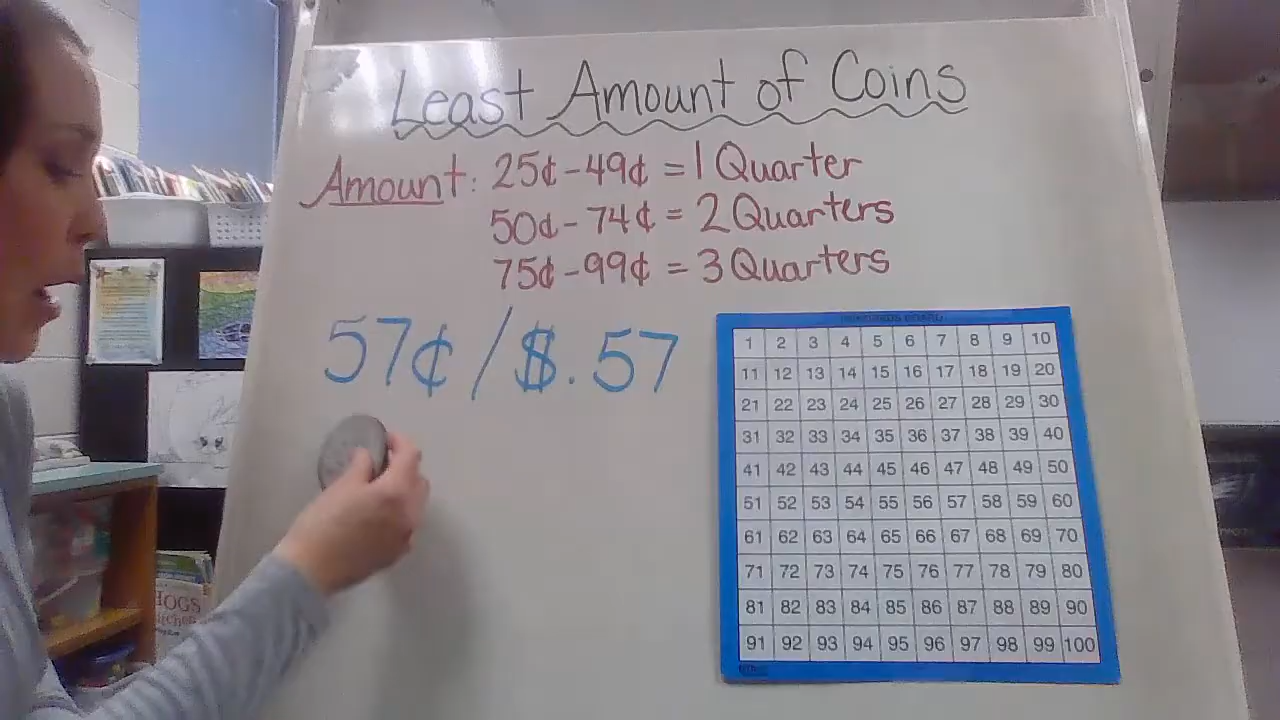 Least Amount of Coins
Amount: 25¢ - 49¢ = 1 Quarter
50¢ - 74¢ = 2 Quarters
75¢ - 99¢ = 3 Quarters
57¢ / $.57
HUNDREDS BOARD
1 2 3 4 5 6 7 8 9 10
11 12 13 14 15 16 17 18 19 20
21 22 23 24 25 26 27 28 29 30
31 32 33 34 35 36 37 38 39 40
41 42 43 44 45 46 47 48 49 50
51 52 53 54 55 56 57 58 59 60
61 62 63 64 65 66 67 68 69 70
71 72 73 74 75 76 77 78 79 80
81 82 83 84 85 86 87 88 89 90
91 92 93 94 95 96 97 98 99 100
HOGS